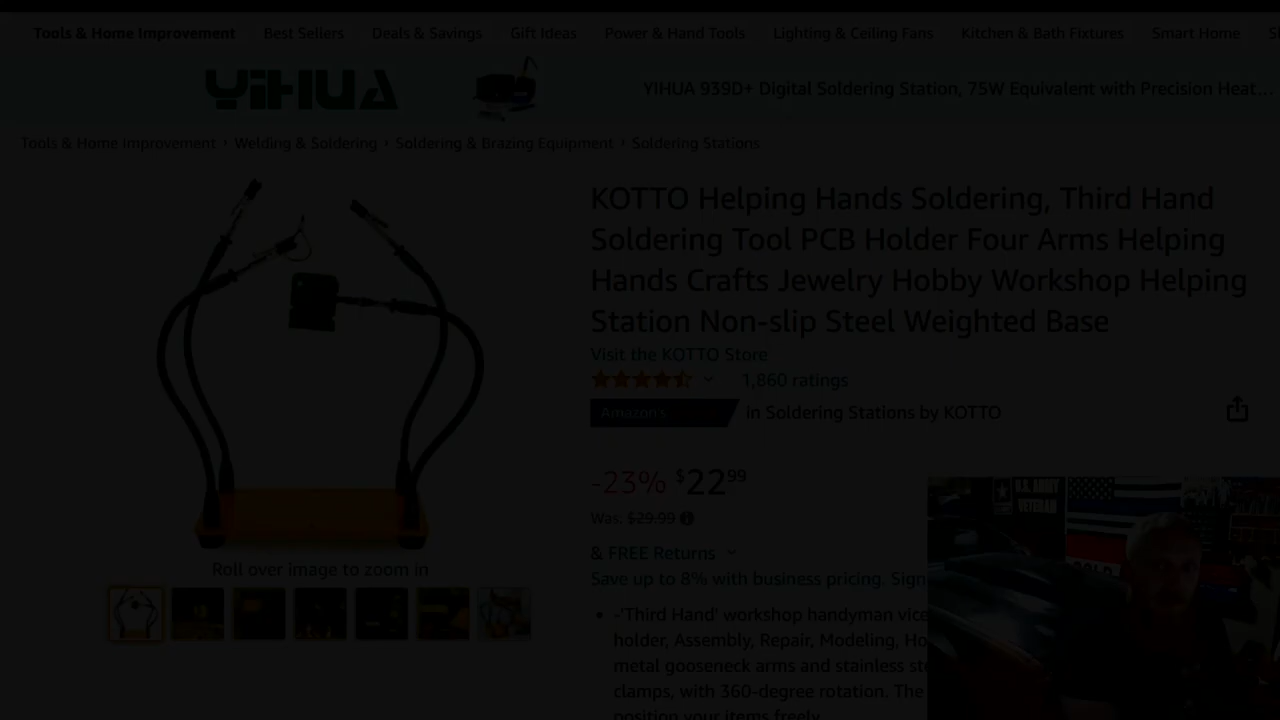 Tools & Home Improvement Best Sellers Deals & Savings Gift Ideas Power & Hand Tools Lighting & Ceiling Fans Kitchen & Bath Fixtures Smart Home
YIHUA
YIHUA 939D+ Digital Soldering Station, 75W Equivalent with Precision Heat...
Tools & Home Improvement › Welding & Soldering › Soldering & Brazing Equipment › Soldering Stations
KOTTO Helping Hands Soldering, Third Hand
Soldering Tool PCB Holder Four Arms Helping
Hands Crafts Jewelry Hobby Workshop Helping
Station Non-slip Steel Weighted Base
Visit the KOTTO Store
1,860 ratings
Amazon's in Soldering Stations by KOTTO
-23% $22 99
Was: $29.99
& FREE Returns
Save up to 8% with business pricing. Sign
• -'Third Hand' workshop handyman vice
holder, Assembly, Repair, Modeling, Ho
metal gooseneck arms and stainless ste
clamps, with 360-degree rotation. The
position your items freely
Roll over image to zoom in
U.S. ARMY
VETERAN